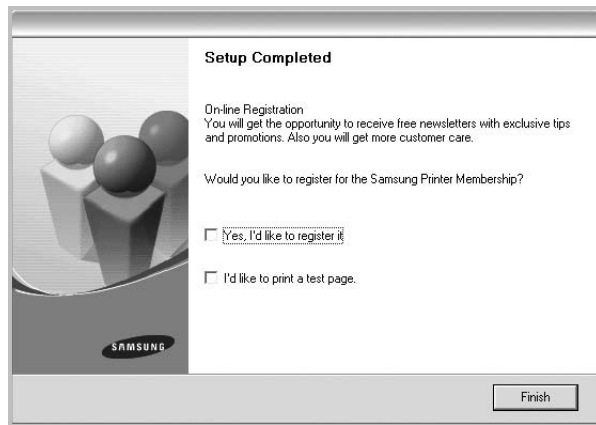 Setup Completed
On-line Registration
You will get the opportunity to receive free newsletters with exclusive tips
and promotions. Also you will get more customer care.
Would you like to register for the Samsung Printer Membership?
Yes, I'd like to register it
I'd like to print a test page.
SAMSUNG
Finish